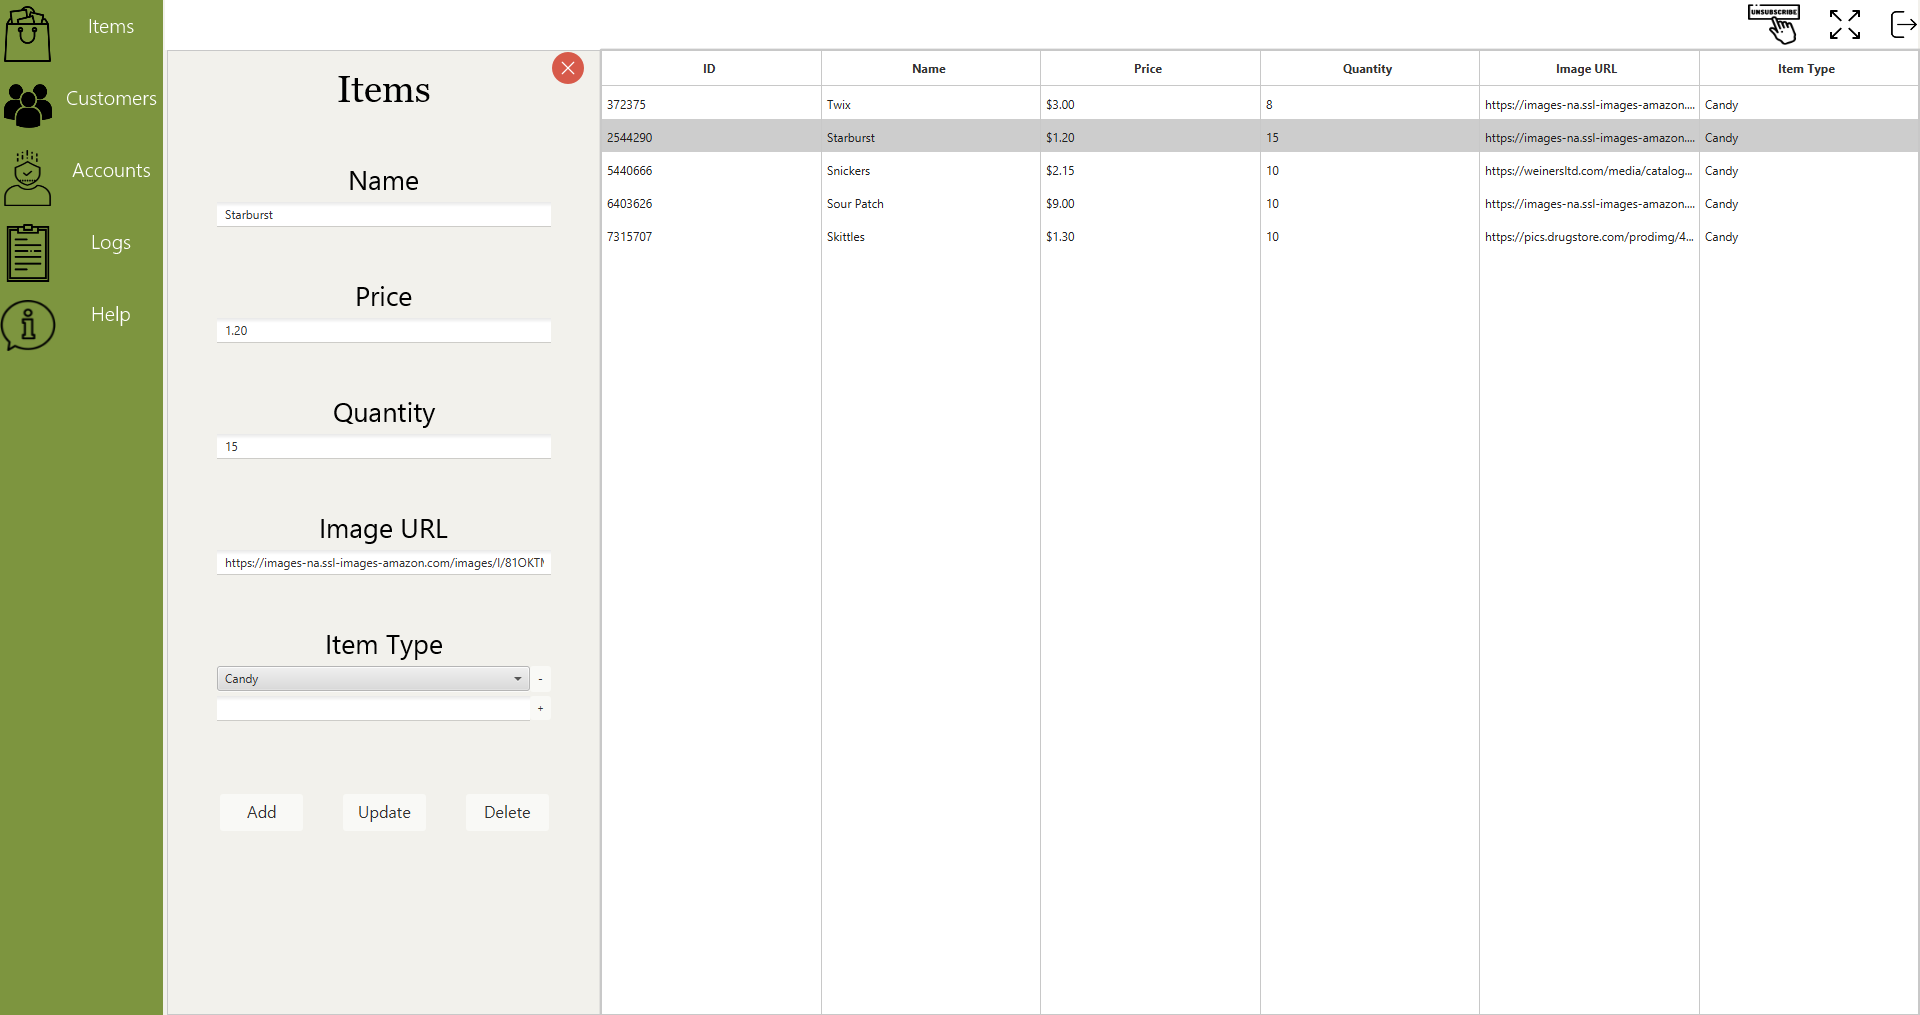 Items
Customers
Accounts
Logs
Help
UNSUBSCRIBE
Items
Name
Starburst
Price
1.20
Quantity
15
Image URL
https://images-na.ssl-images-amazon.com/images/I/81OKT
Item Type
Candy
-
+
Add Update Delete
ID Name Price Quantity Image URL Item Type
372375 Twix $3.00 8 https://images-na.ssl-images-amazon.... Candy
2544290 Starburst $1.20 15 https://images-na.ssl-images-amazon.... Candy
5440666 Snickers $2.15 10 https://weinersltd.com/media/catalog... Candy
6403626 Sour Patch $9.00 10 https://images-na.ssl-images-amazon.... Candy
7315707 Skittles $1.30 10 https://pics.drugstore.com/prodimg/4... Candy